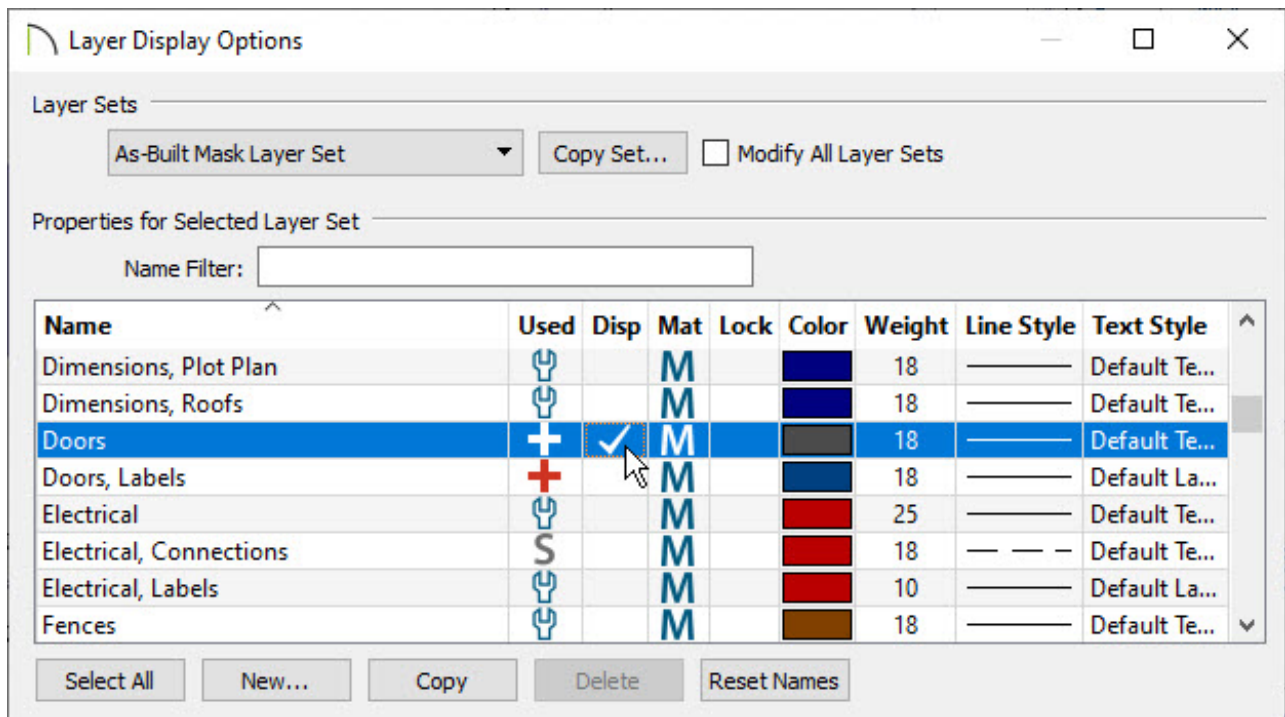 Layer Display Options
Layer Sets
As-Built Mask Layer Set Copy Set... Modify All Layer Sets
Properties for Selected Layer Set
Name Filter:
Name Used Disp Mat Lock Color Weight Line Style Text Style
Dimensions, Plot Plan M 18 Default Te...
Dimensions, Roofs M 18 Default Te...
Doors M 18 Default Te...
Doors, Labels M 18 Default La...
Electrical M 25 Default Te...
Electrical, Connections S M 18 Default Te...
Electrical, Labels M 10 Default La...
Fences M 18 Default Te...
Select All New... Copy Delete Reset Names